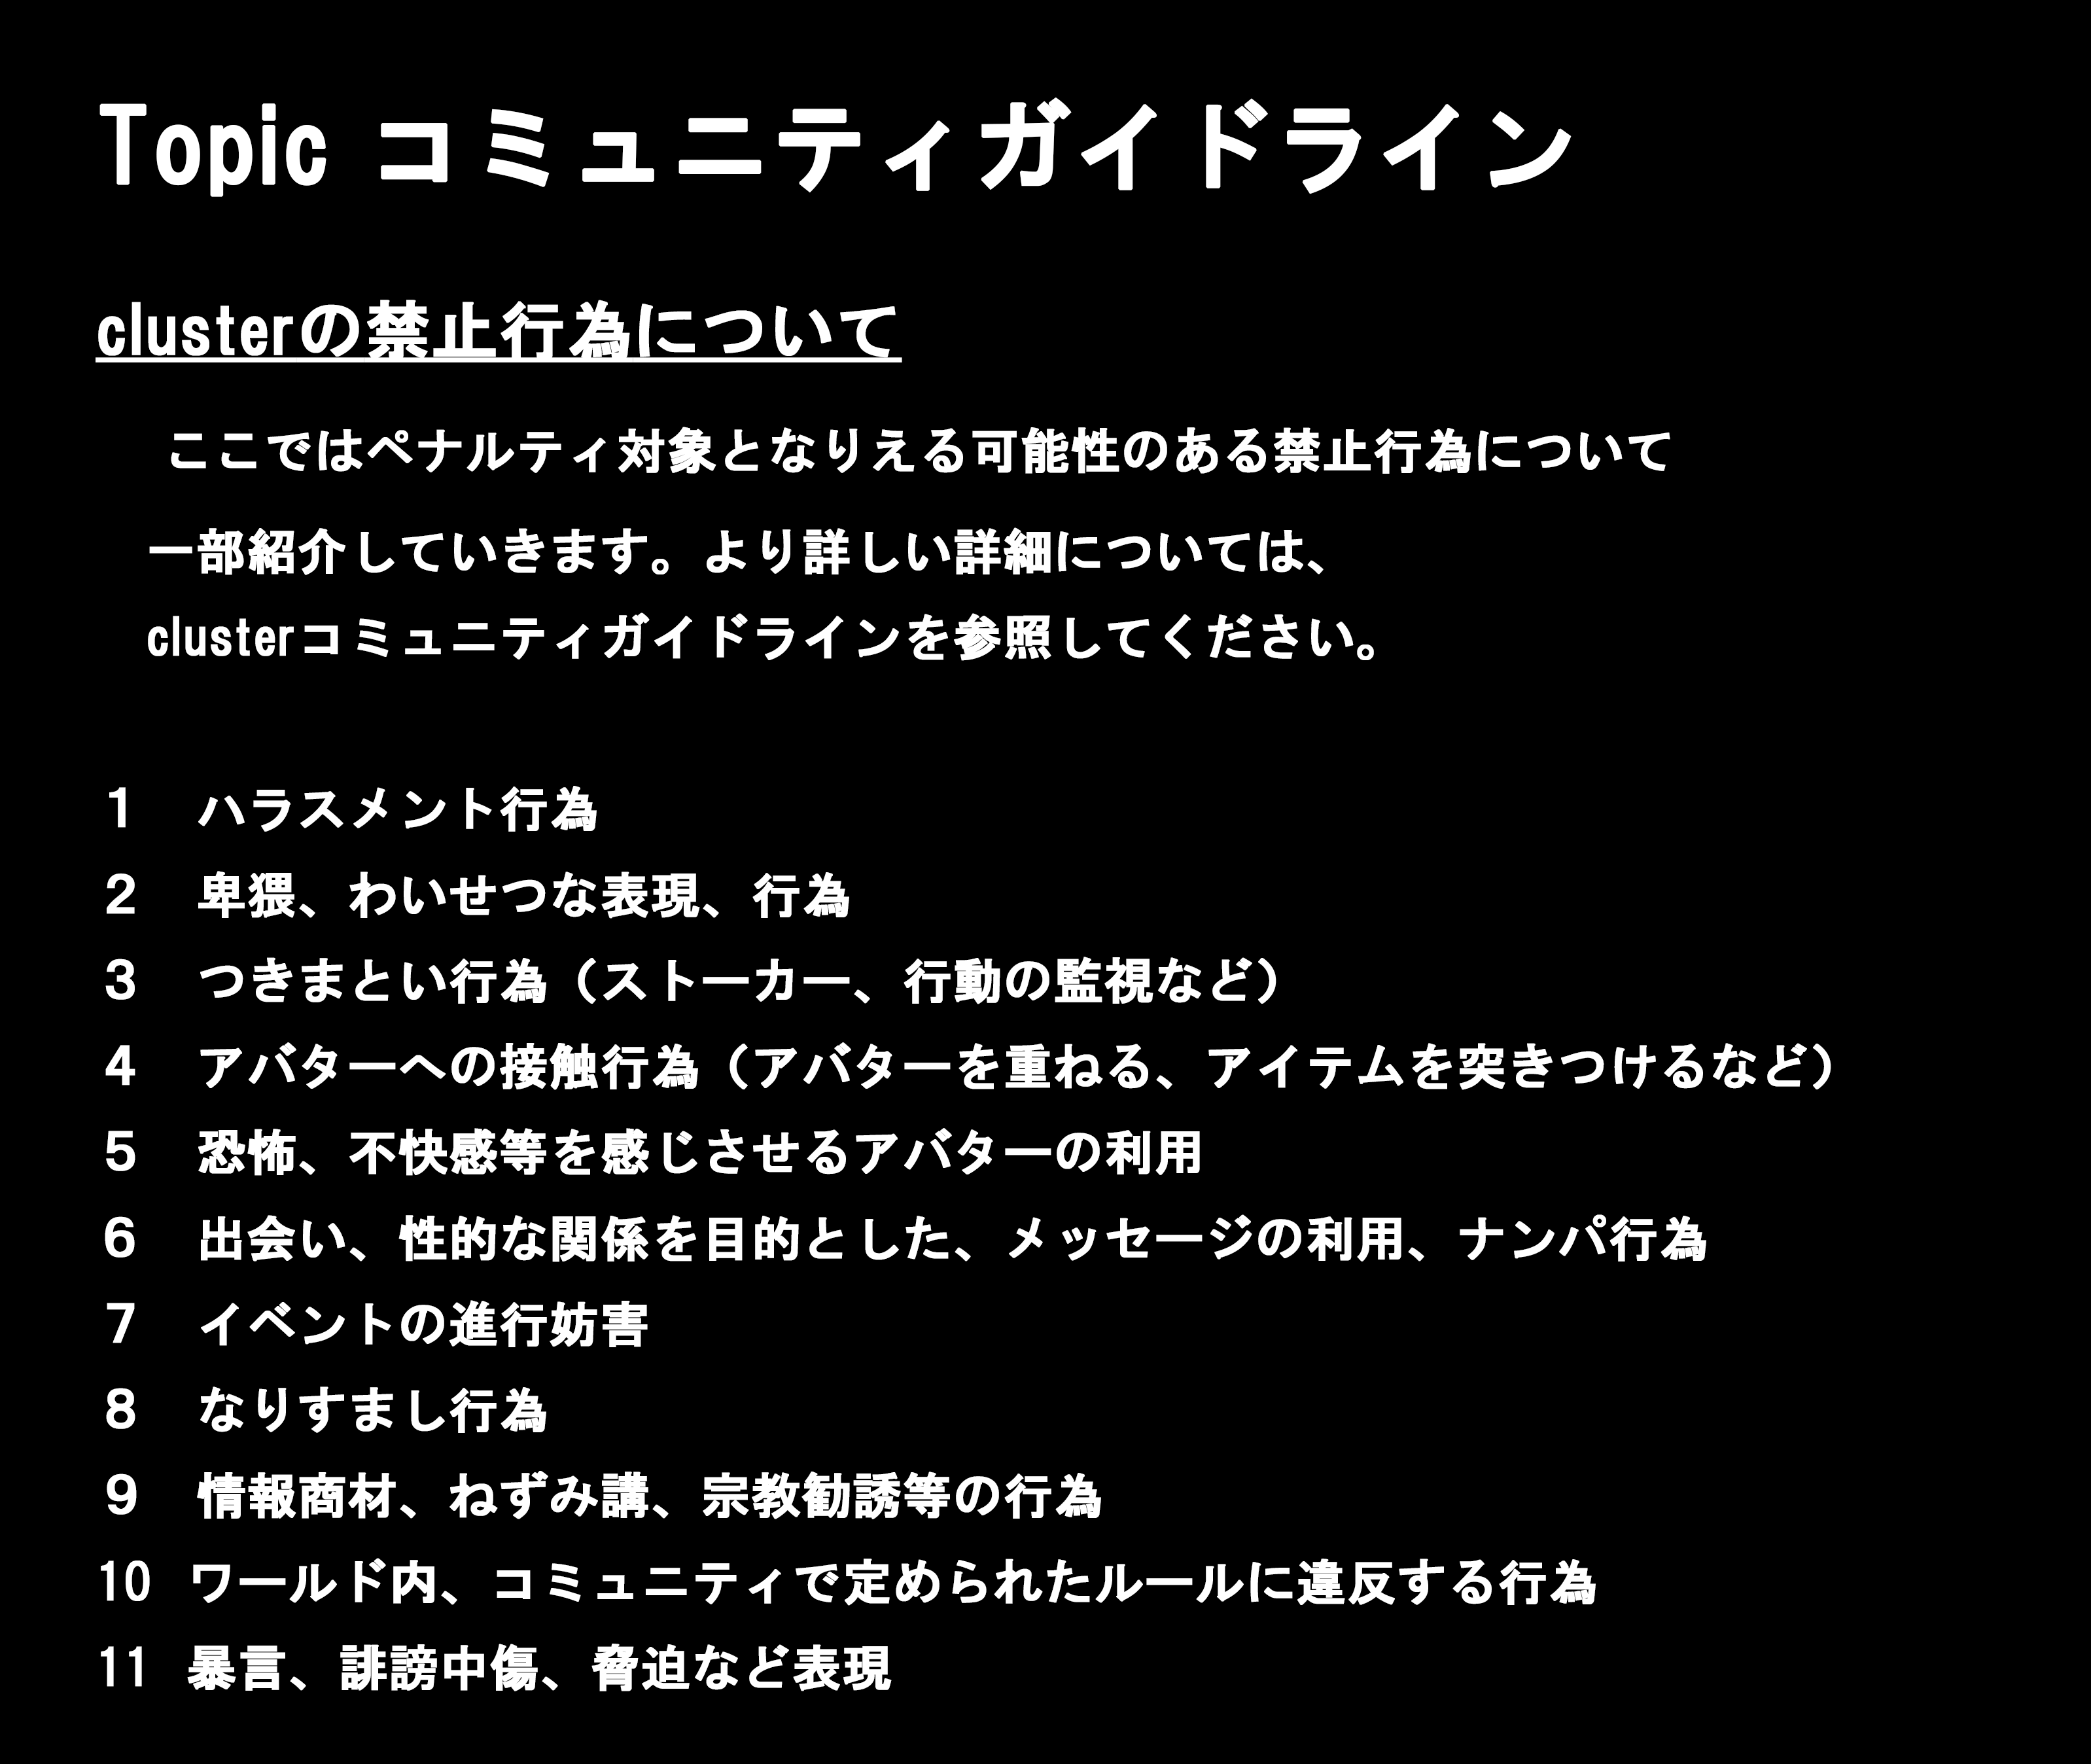 Topic コミュニティガイドライン
clusterの禁止行為について
ここではペナルティ対象となりえる可能性のある禁止行為について
一部紹介していきます。より詳しい詳細については、
clusterコミュニティガイドラインを参照してください。
1 ハラスメント行為
2 卑猥、わいせつな表現、行為
3 つきまとい行為（ストーカー、行動の監視など）
4 アバターへの接触行為（アバターを重ねる、アイテムを突きつけるなど）
5 恐怖、不快感等を感じさせるアバターの利用
6 出会い、性的な関係を目的とした、メッセージの利用、ナンパ行為
7 イベントの進行妨害
8 なりすまし行為
9 情報商材、ねずみ講、宗教勧誘等の行為
10 ワールド内、コミュニティで定められたルールに違反する行為
11 暴言、誹謗中傷、脅迫など表現